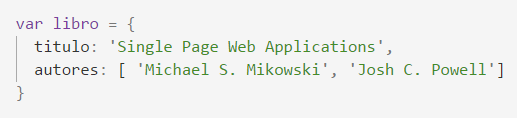 var libro = {
  titulo: 'Single Page Web Applications',
  autores: [ 'Michael S. Mikowski', 'Josh C. Powell']
}